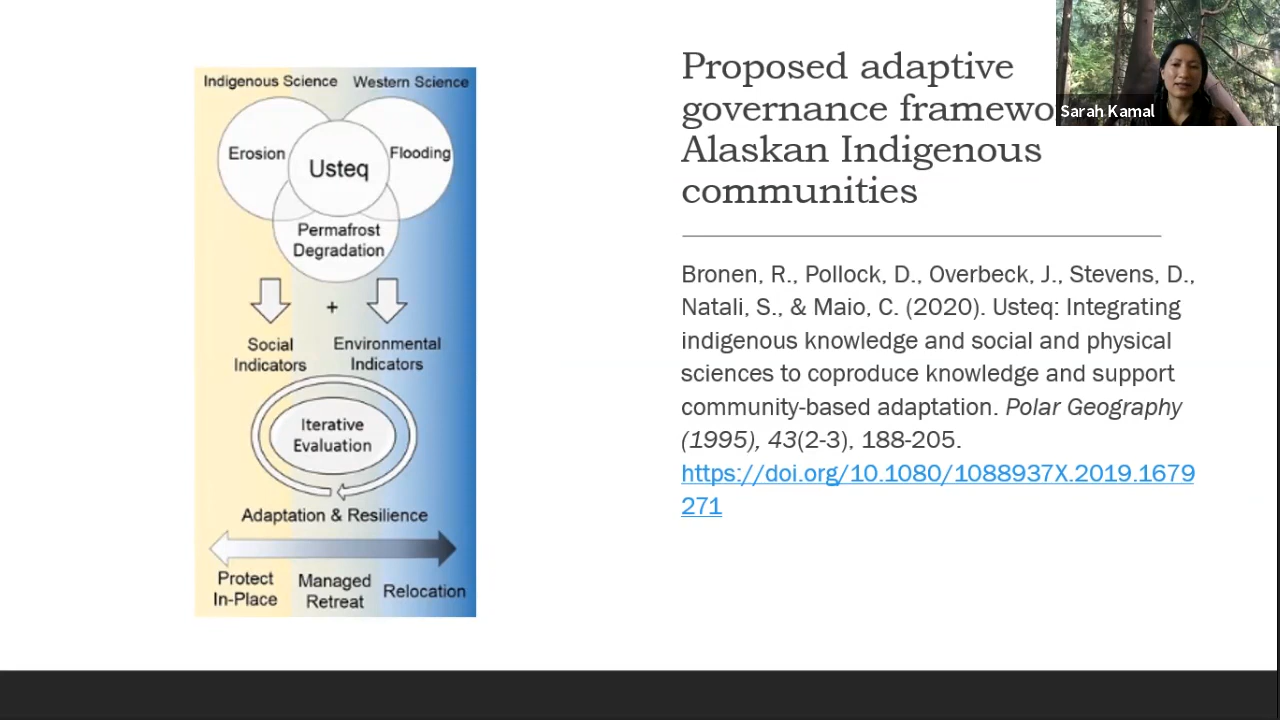 Indigenous Science Western Science
Erosion
Usteq
Flooding
Permafrost
Degradation
+
Social
Indicators
Environmental
Indicators
Iterative
Evaluation
Adaptation & Resilience
Protect
In-Place
Managed
Retreat
Relocation
Proposed adaptive
governance framewo
Alaskan Indigenous
communities
Bronen, R., Pollock, D., Overbeck, J., Stevens, D.,
Natali, S., & Maio, C. (2020). Usteq: Integrating
indigenous knowledge and social and physical
sciences to coproduce knowledge and support
community-based adaptation. Polar Geography
(1995), 43(2-3), 188-205.
https://doi.org/10.1080/1088937X.2019.1679
271
Sarah Kamal